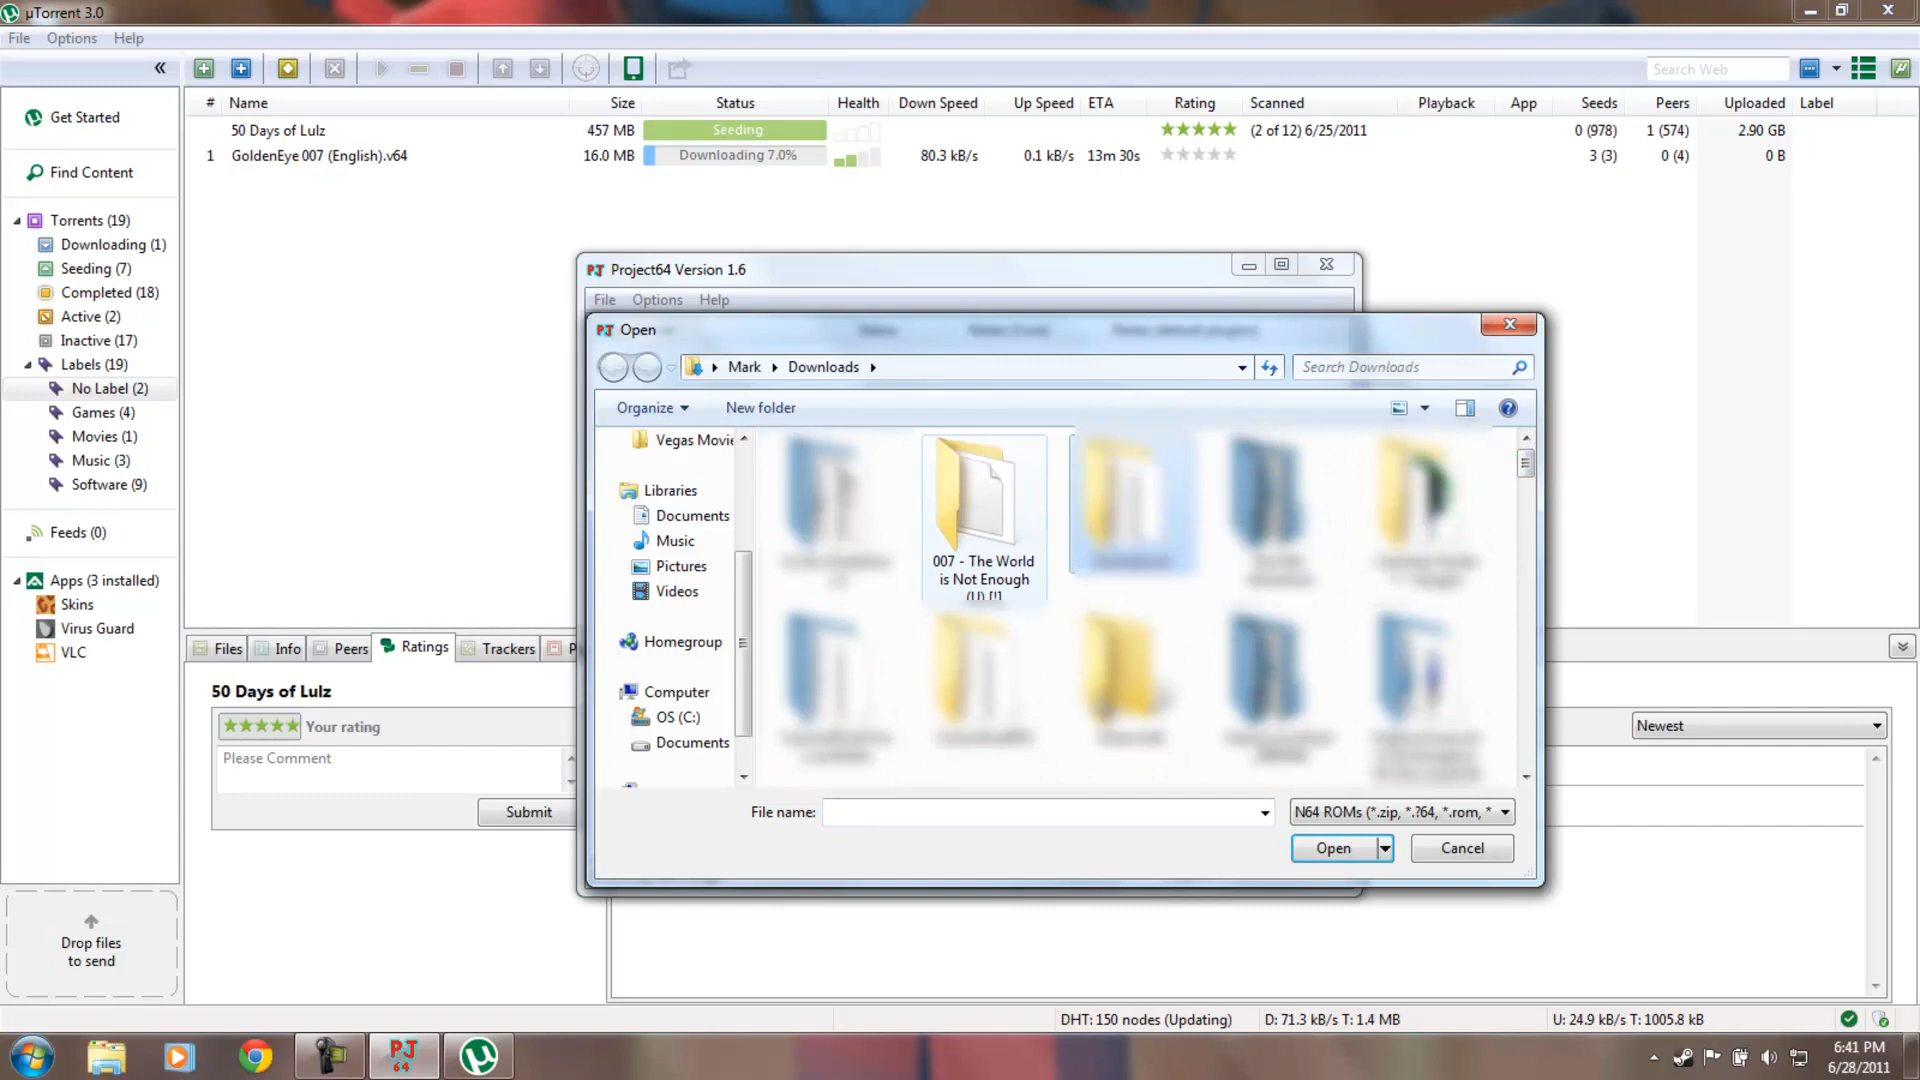 µTorrent 3.0
File Options Help
Search Web
Get Started
Find Content
Torrents (19)
Downloading (1)
Seeding (7)
Completed (18)
Active (2)
Inactive (17)
Labels (19)
No Label (2)
Games (4)
Movies (1)
Music (3)
Software (9)
Feeds (0)
Apps (3 installed)
Skins
Virus Guard
VLC
Drop files
to send
# Name Size Status Health Down Speed Up Speed ETA Rating Scanned Playback App Seeds Peers Uploaded Label
50 Days of Lulz 457 MB Seeding (2 of 12) 6/25/2011 0 (978) 1 (574) 2.90 GB
1 GoldenEye 007 (English).v64 16.0 MB Downloading 7.0% 80.3 kB/s 0.1 kB/s 13m 30s 3 (3) 0 (4) 0 B
Project64 Version 1.6
File Options Help
Open
Mark Downloads
Search Downloads
Organize New folder
Vegas Movie
Libraries
Documents
Music
Pictures
Videos
Homegroup
Computer
OS (C:)
Documents
007 - The World
is Not Enough
(U) [!]
File name:
N64 ROMs (*.zip, *.?64, *.rom, *
Open Cancel
Files Info Peers Ratings Trackers P
50 Days of Lulz
Your rating
Please Comment
Submit
Newest
DHT: 150 nodes (Updating) D: 71.3 kB/s T: 1.4 MB U: 24.9 kB/s T: 1005.8 kB
PJ
64
6:41 PM
6/28/2011